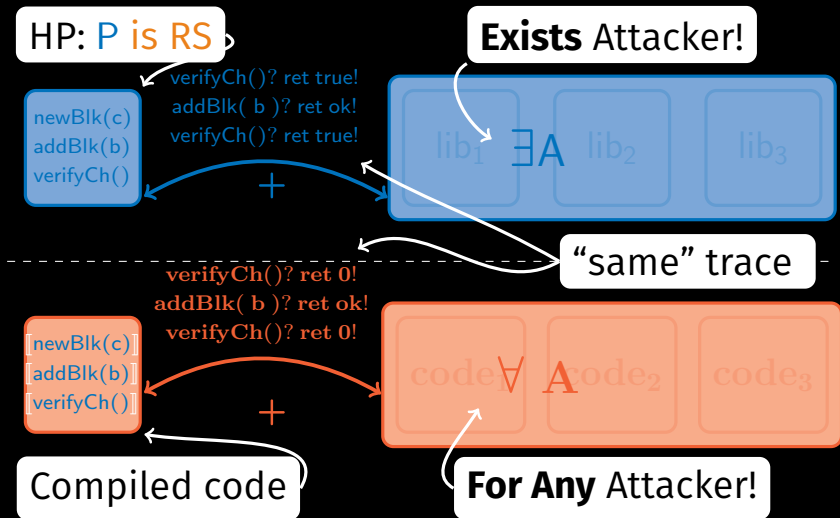 HP: P is RS
Exists Attacker!
verifyCh()? ret true!
addBlk( b )? ret ok!
verifyCh()? ret true!
newBlk(c)
addBlk(b)
verifyCh()
+
lib₁ ∃A lib₂ lib₃
"same" trace
verifyCh()? ret 0!
addBlk( b )? ret ok!
verifyCh()? ret 0!
⟦newBlk(c)⟧
⟦addBlk(b)⟧
⟦verifyCh()⟧
+
code₁ ∀ A code₂ code₃
Compiled code
For Any Attacker!